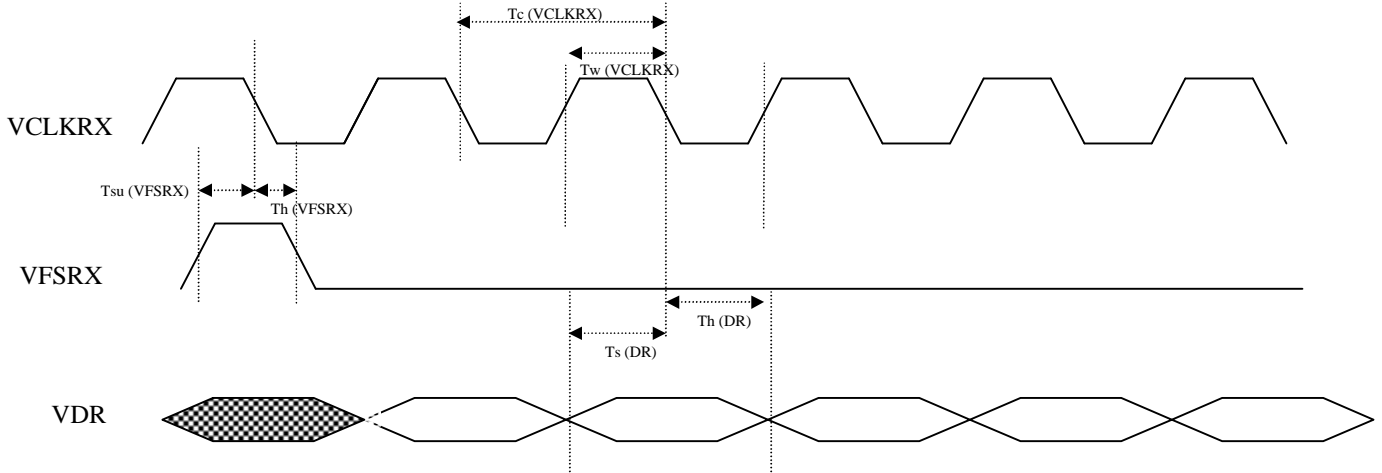 Tc (VCLKRX)
Tw (VCLKRX)
VCLKRX
Tsu (VFSRX)
Th (VFSRX)
VFSRX
Th (DR)
Ts (DR)
VDR